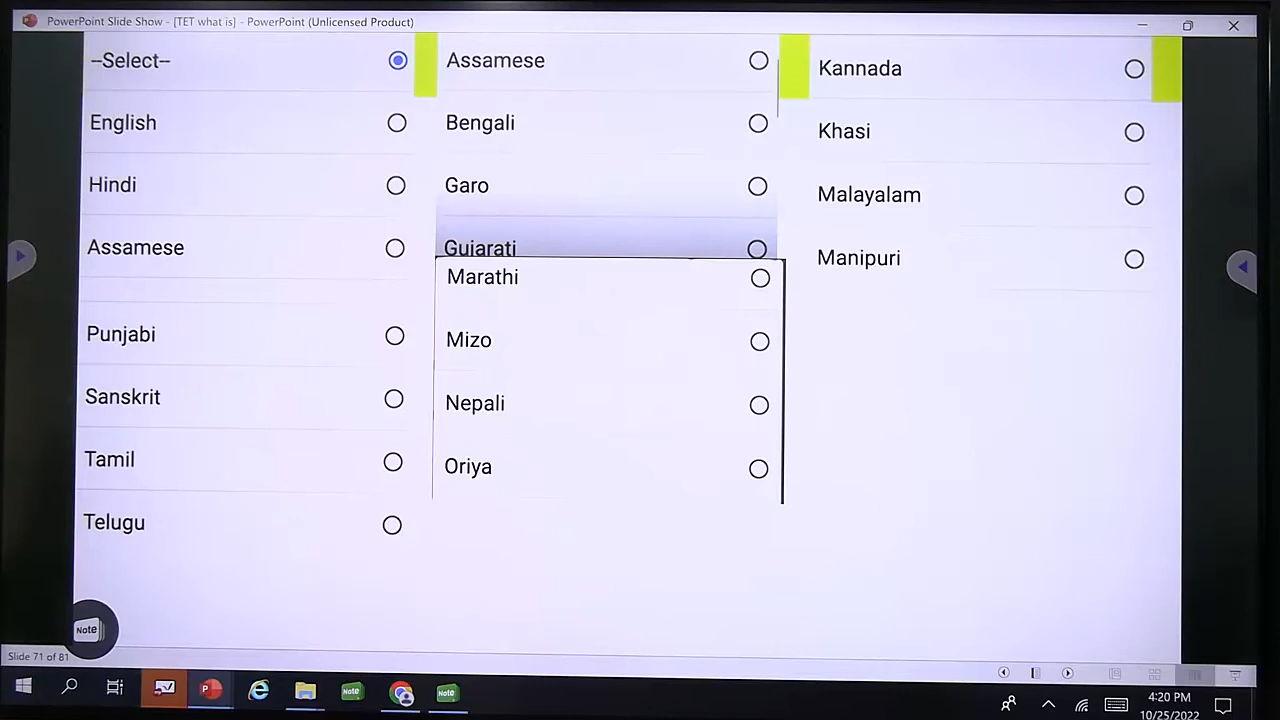 PowerPoint Slide Show - [TET what is] - PowerPoint (Unlicensed Product)
--Select--
English
Hindi
Assamese
Punjabi
Sanskrit
Tamil
Telugu
Assamese
Bengali
Garo
Gujarati
Marathi
Mizo
Nepali
Oriya
Kannada
Khasi
Malayalam
Manipuri
Note
Slide 71 of 81
Note
Note
4:20 PM
10/25/2022